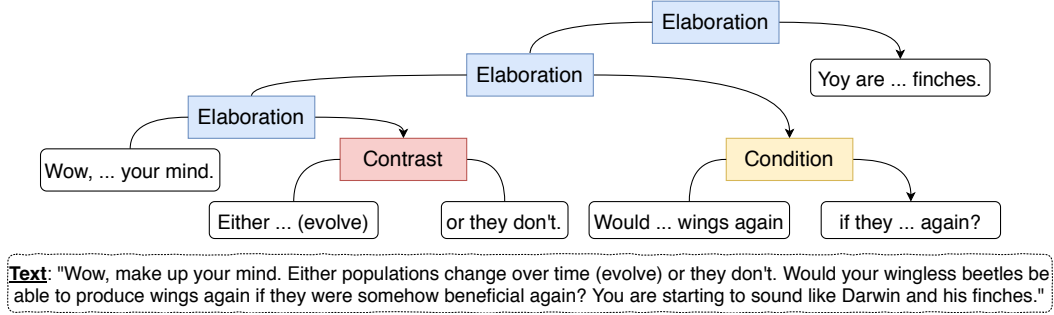 Elaboration
Elaboration
Yoy are ... finches.
Elaboration
Contrast
Condition
Wow, ... your mind.
Either ... (evolve)
or they don't.
Would ... wings again
if they ... again?
Text: "Wow, make up your mind. Either populations change over time (evolve) or they don't. Would your wingless beetles be
able to produce wings again if they were somehow beneficial again? You are starting to sound like Darwin and his finches."